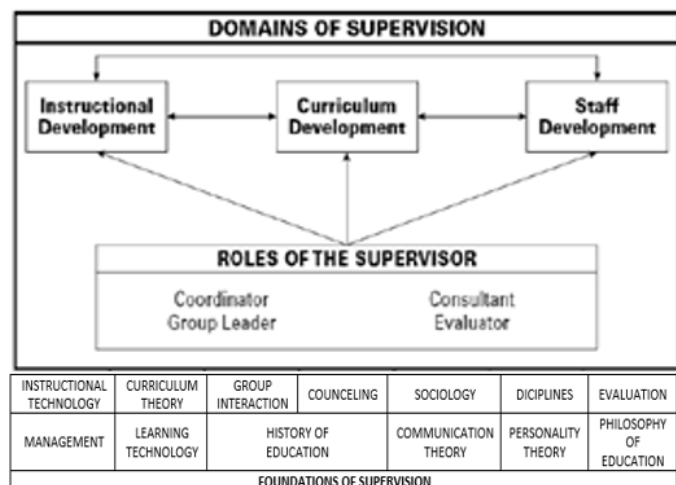 DOMAINS OF SUPERVISION
Instructional
Development
Curriculum
Development
Staff
Development
ROLES OF THE SUPERVISOR
Coordinator
Group Leader
Consultant
Evaluator
INSTRUCTIONAL
TECHNOLOGY
CURRICULUM
THEORY
GROUP
INTERACTION
COUNCELING
SOCIOLOGY
DICIPLINES
EVALUATION
MANAGEMENT
LEARNING
TECHNOLOGY
HISTORY OF
EDUCATION
COMMUNICATION
THEORY
PERSONALITY
THEORY
PHILOSOPHY
OF
EDUCATION
FOUNDATIONS OF SUPERVISION